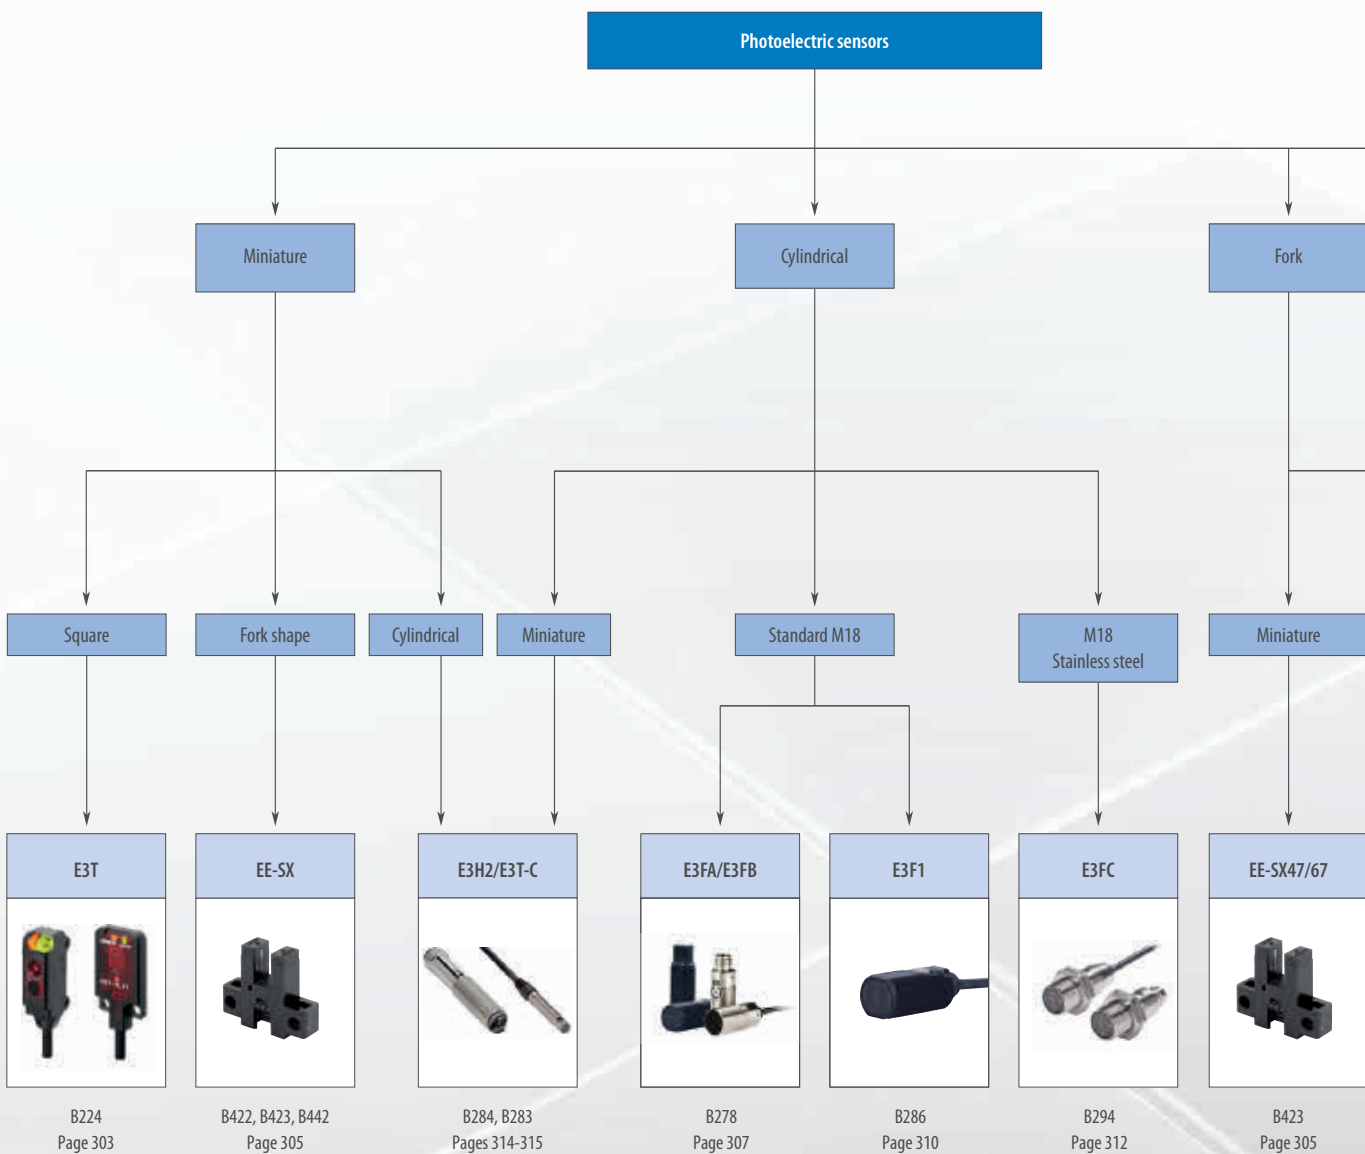 Photoelectric sensors
Miniature
Cylindrical
Fork
Square
Fork shape
Cylindrical
Miniature
Standard M18
M18
Stainless steel
Miniature
E3T
EE-SX
E3H2/E3T-C
E3FA/E3FB
E3F1
E3FC
EE-SX47/67
B224
Page 303
B422, B423, B442
Page 305
B284, B283
Pages 314-315
B278
Page 307
B286
Page 310
B294
Page 312
B423
Page 305